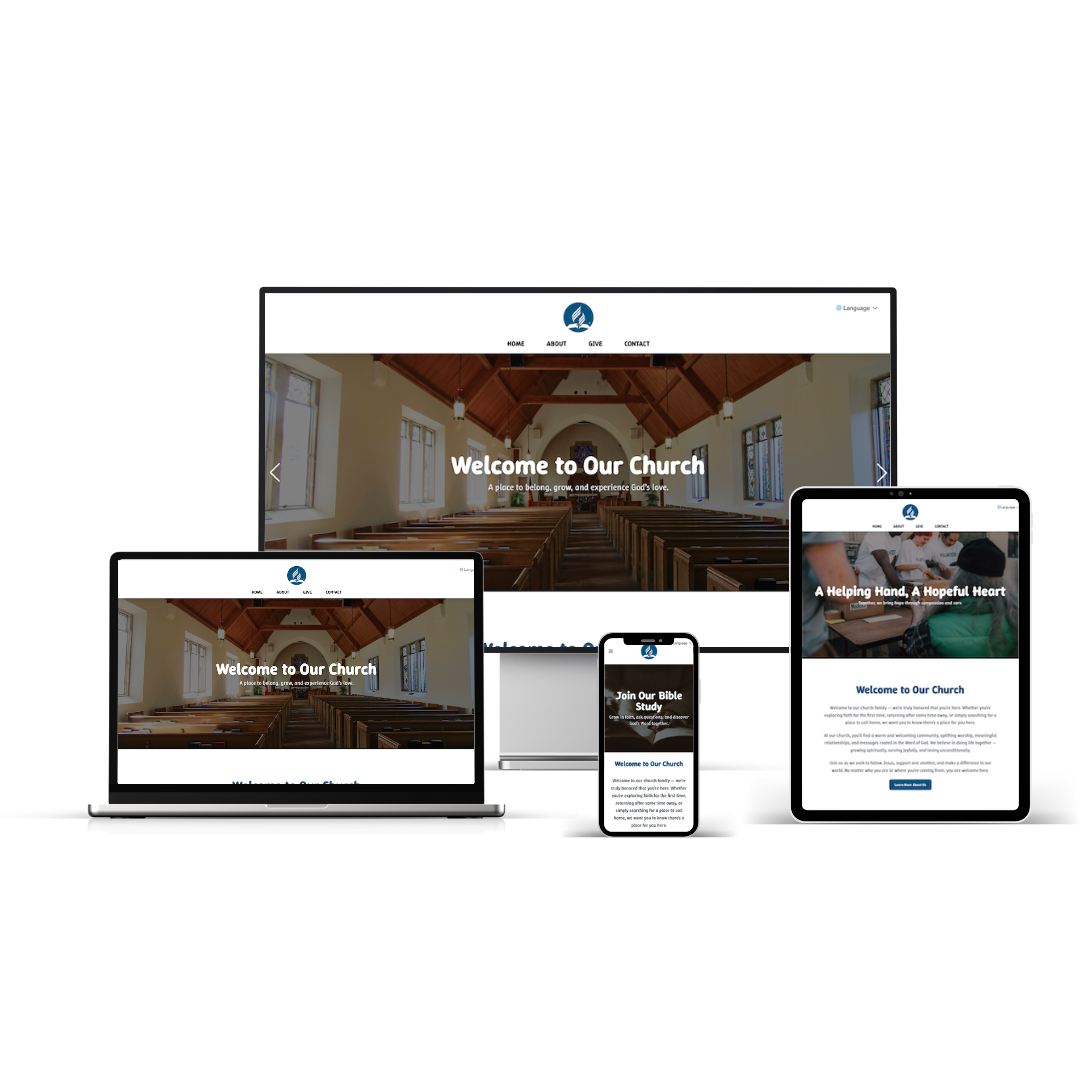 Language
HOME ABOUT GIVE CONTACT
Welcome to Our Church
A place to belong, grow, and experience God's love.
Welcome to Ou
Langu
HOME ABOUT GIVE CONTACT
Welcome to Our Church
A place to belong, grow, and experience God's love.
Welcome to Our Church
Language
Join Our Bible
Study
Grow in faith, ask questions, and discover
God's Word together.
Welcome to Our Church
Welcome to our church family — we're
truly honored that you're here. Whether
you're exploring faith for the first time,
returning after some time away, or
simply searching for a place to call
home, we want you to know there's a
place for you here.
Language
HOME ABOUT GIVE CONTACT
A Helping Hand, A Hopeful Heart
Together, we bring hope through compassion and care.
Welcome to Our Church
Welcome to our church family — we're truly honored that you're here. Whether you're
exploring faith for the first time, returning after some time away, or simply searching for a
place to call home, we want you to know there's a place for you here.
At our church, you'll find a warm and welcoming community, uplifting worship, meaningful
relationships, and messages rooted in the Word of God. We believe in doing life together —
growing spiritually, serving joyfully, and loving unconditionally.
Join us as we seek to follow Jesus, support one another, and make a difference in our
world. No matter who you are or where you're coming from, you are welcome here.
Learn More About Us